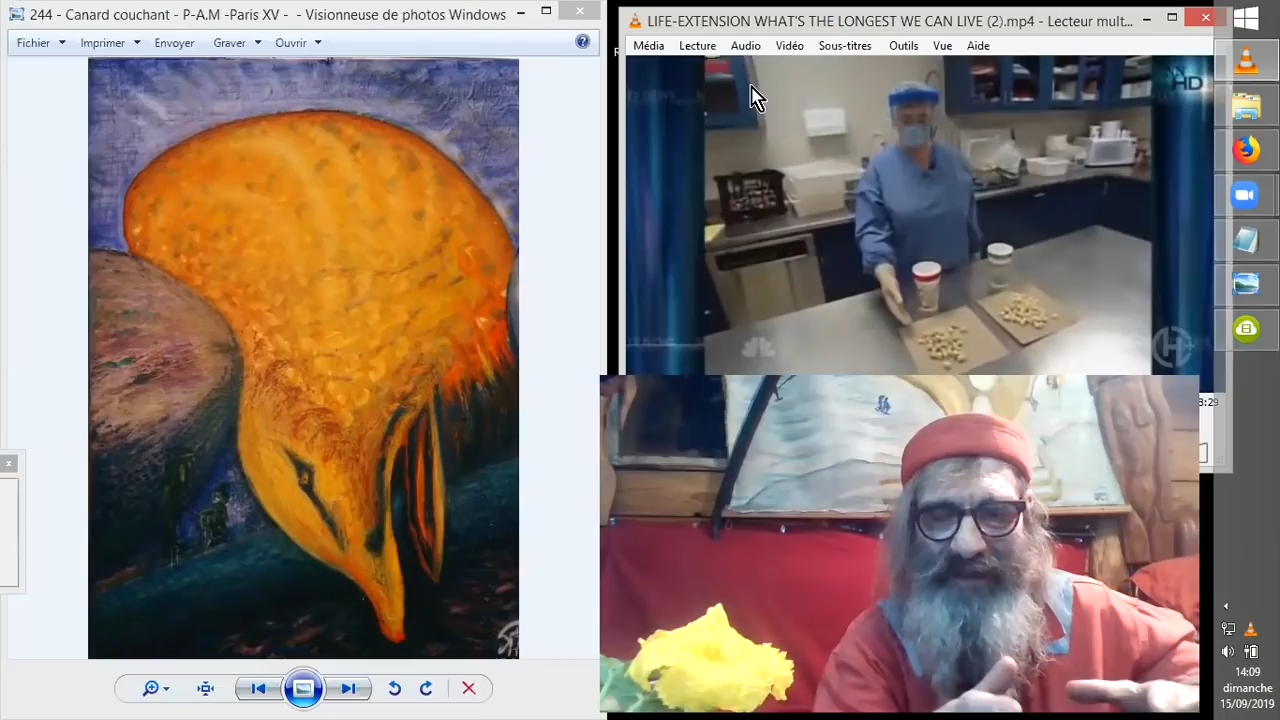 244 - Canard couchant - P-A-M -Paris XV - - Visionneuse de photos Windows
Fichier Imprimer Envoyer Graver Ouvrir
LIFE-EXTENSION WHAT'S THE LONGEST WE CAN LIVE (2).mp4 - Lecteur mult...
Média Lecture Audio Vidéo Sous-titres Outils Vue Aide
HD
H
3:29
14:09
dimanche
15/09/2019